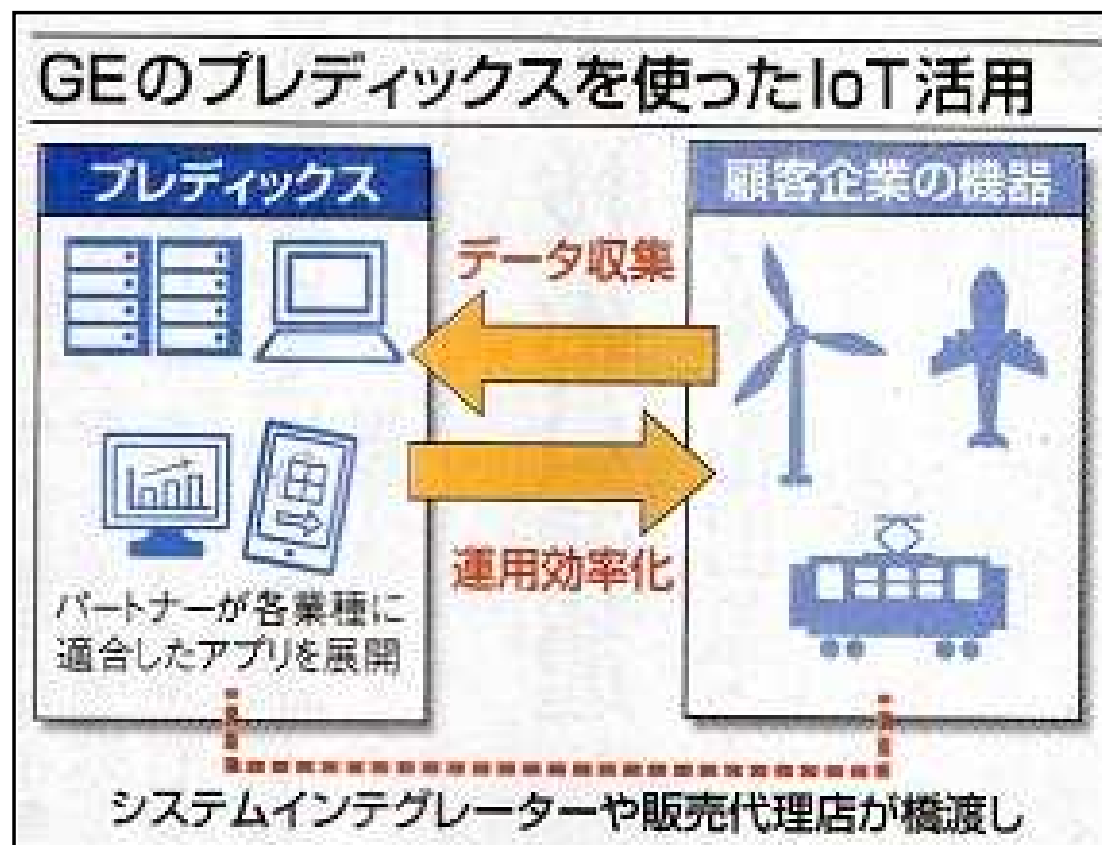 GEのプレディックスを使ったIoT活用
プレディックス
顧客企業の機器
データ収集
運用効率化
パートナーが各業種に
適合したアプリを展開
システムインテグレーターや販売代理店が橋渡し